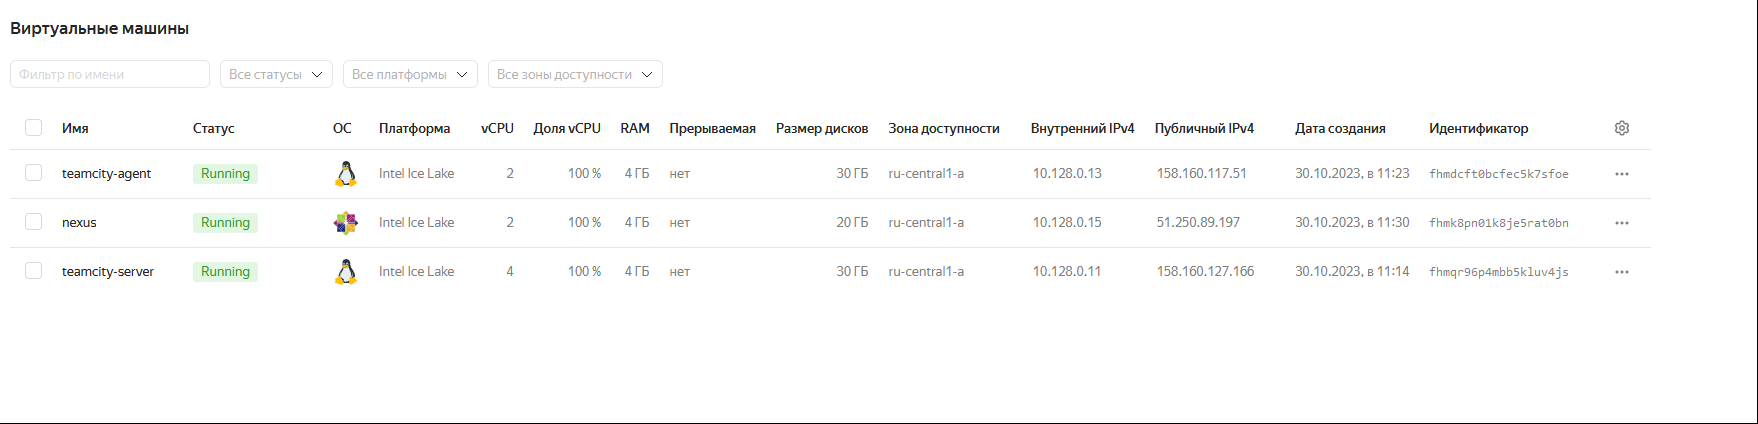 Виртуальные машины
Фильтр по имени Все статусы Все платформы Все зоны доступности
Имя Статус ОС Платформа vCPU Доля vCPU RAM Прерываемая Размер дисков Зона доступности Внутренний IPv4 Публичный IPv4 Дата создания Идентификатор
teamcity-agent Running Intel Ice Lake 2 100 % 4 ГБ нет 30 ГБ ru-central1-a 10.128.0.13 158.160.117.51 30.10.2023, в 11:23 fhmdcft0bcfec5k7sfoe
nexus Running Intel Ice Lake 2 100 % 4 ГБ нет 20 ГБ ru-central1-a 10.128.0.15 51.250.89.197 30.10.2023, в 11:30 fhmk8pn01k8je5rat0bn
teamcity-server Running Intel Ice Lake 4 100 % 4 ГБ нет 30 ГБ ru-central1-a 10.128.0.11 158.160.127.166 30.10.2023, в 11:14 fhmqr96p4mbb5kluv4js